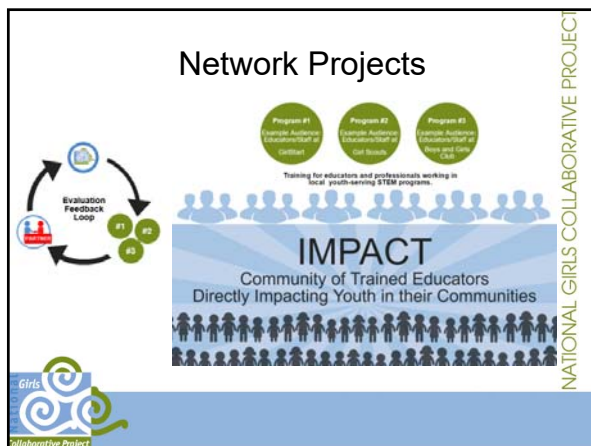 Network Projects
Program #1
Example Audience:
Educators/Staff at
GirlStart
Program #2
Example Audience:
Educators/Staff at
Girl Scouts
Program #3
Example Audience:
Educators/Staff at
Boys and Girls
Club
Training for educators and professionals working in
local youth-serving STEM programs.
Evaluation
Feedback
Loop
#1
#2
#3
PARTNER
IMPACT
Community of Trained Educators
Directly Impacting Youth in their Communities
NATIONAL GIRLS COLLABORATIVE PROJECT
National
Girls
Collaborative Project